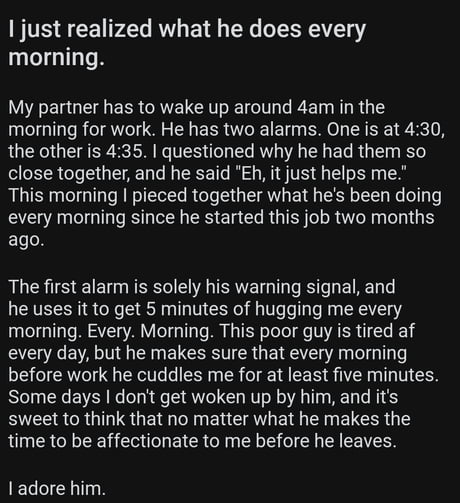 I just realized what he does every
morning.
My partner has to wake up around 4am in the
morning for work. He has two alarms. One is at 4:30,
the other is 4:35. I questioned why he had them so
close together, and he said "Eh, it just helps me."
This morning I pieced together what he's been doing
every morning since he started this job two months
ago.
The first alarm is solely his warning signal, and
he uses it to get 5 minutes of hugging me every
morning. Every. Morning. This poor guy is tired af
every day, but he makes sure that every morning
before work he cuddles me for at least five minutes.
Some days I don't get woken up by him, and it's
sweet to think that no matter what he makes the
time to be affectionate to me before he leaves.
I adore him.